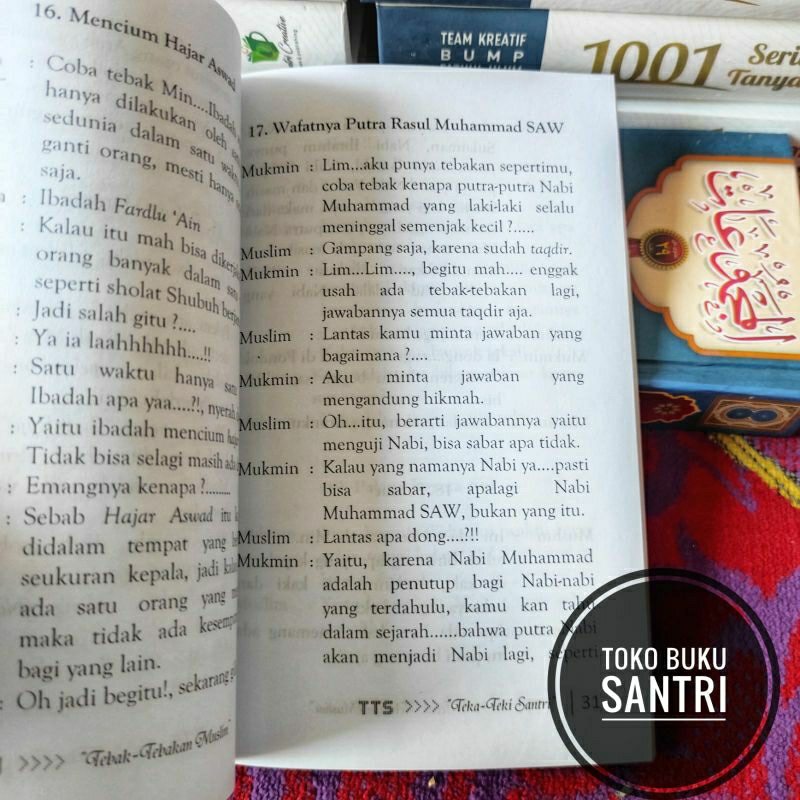 16. Mencium Hajar Aswad
: Coba tebak Min....Ibadah
hanya dilakukan oleh
sedunia dalam satu
ganti orang, mesti hanya
saja.
: Ibadah Fardlu 'Ain
: Kalau itu mah bisa
orang banyak dalam
seperti sholat Shubuh
: Jadi salah gitu ?....
: Ya ia laahhhhhh....!!
: Satu waktu hanya
Ibadah apa yaa....?!,
: Yaitu ibadah mencium
Tidak bisa selagi masih
: Emangnya kenapa ?.........
: Sebab Hajar Aswad itu
didalam tempat yang
seukuran kepala, jadi
ada satu orang yang
maka tidak ada
bagi yang lain.
: Oh jadi begitu!, sekarang
>>>> "Tebak-Tebakan Muslim"
17. Wafatnya Putra Rasul Muhammad SAW
Mukmin : Lim...aku punya tebakan sepertimu,
coba tebak kenapa putra-putra Nabi
Muhammad yang laki-laki selalu
meninggal semenjak kecil ?.....
Muslim : Gampang saja, karena sudah taqdir.
Mukmin : Lim...Lim...., begitu mah.... enggak
usah ada tebak-tebakan lagi,
jawabannya semua taqdir aja.
Muslim : Lantas kamu minta jawaban yang
bagaimana ?....
Mukmin : Aku minta jawaban yang
mengandung hikmah.
Muslim : Oh...itu, berarti jawabannya yaitu
menguji Nabi, bisa sabar apa tidak.
Mukmin : Kalau yang namanya Nabi ya....pasti
bisa sabar, apalagi Nabi
Muhammad SAW, bukan yang itu.
Muslim : Lantas apa dong....?!!
Mukmin : Yaitu, karena Nabi Muhammad
adalah penutup bagi Nabi-nabi
yang terdahulu, kamu kan tahu
dalam sejarah......bahwa putra Nabi
akan menjadi Nabi lagi, seperti
TTS >>>> "Teka-Teki Santri" | 31
TEAM KREATIF
BUMP
1001 Seri
Tanya
TOKO BUKU
SANTRI